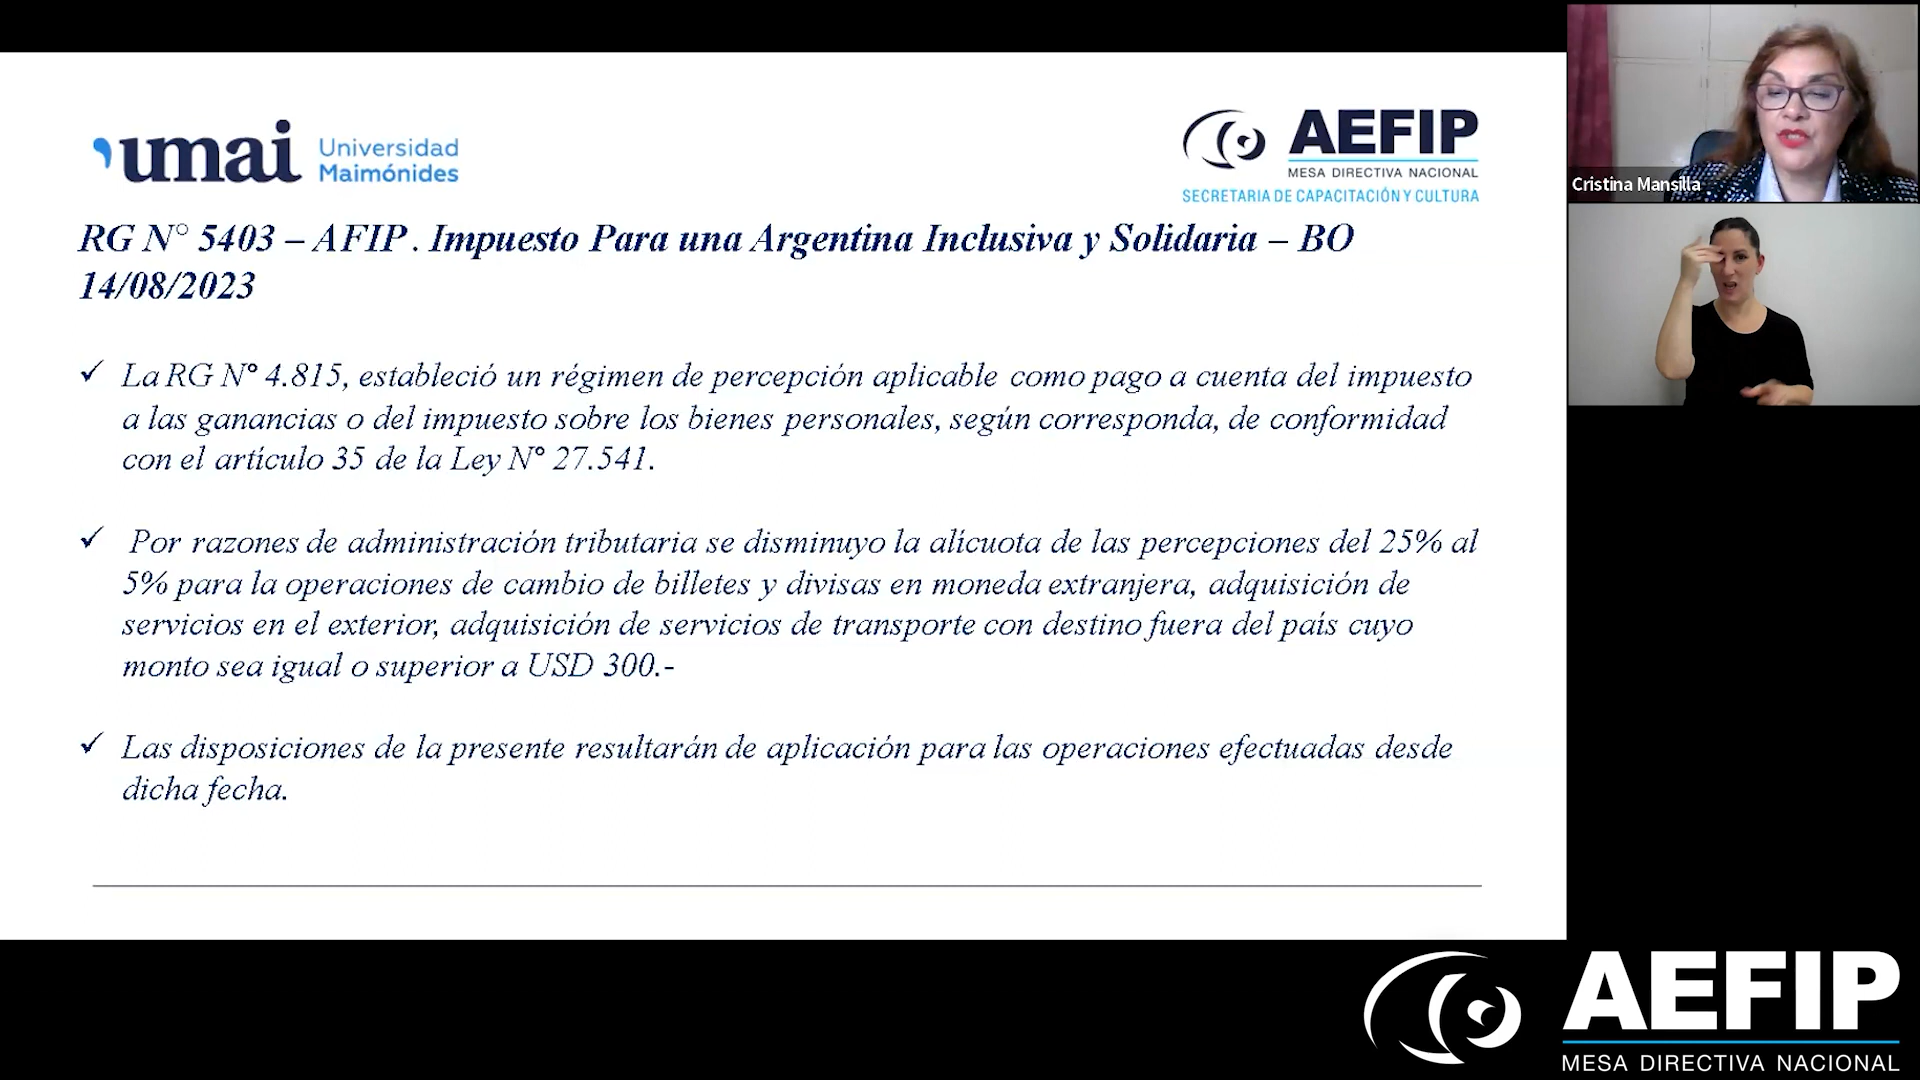 umai
Universidad
Maimónides
AEFIP
MESA DIRECTIVA NACIONAL
SECRETARIA DE CAPACITACIÓN Y CULTURA
RG N° 5403 – AFIP. Impuesto Para una Argentina Inclusiva y Solidaria – BO
14/08/2023
✓ La RG N° 4.815, estableció un régimen de percepción aplicable como pago a cuenta del impuesto
a las ganancias o del impuesto sobre los bienes personales, según corresponda, de conformidad
con el artículo 35 de la Ley N° 27.541.
✓ Por razones de administración tributaria se disminuyo la alícuota de las percepciones del 25% al
5% para la operaciones de cambio de billetes y divisas en moneda extranjera, adquisición de
servicios en el exterior, adquisición de servicios de transporte con destino fuera del país cuyo
monto sea igual o superior a USD 300.-
✓ Las disposiciones de la presente resultarán de aplicación para las operaciones efectuadas desde
dicha fecha.
Cristina Mansilla
AEFIP
MESA DIRECTIVA NACIONAL